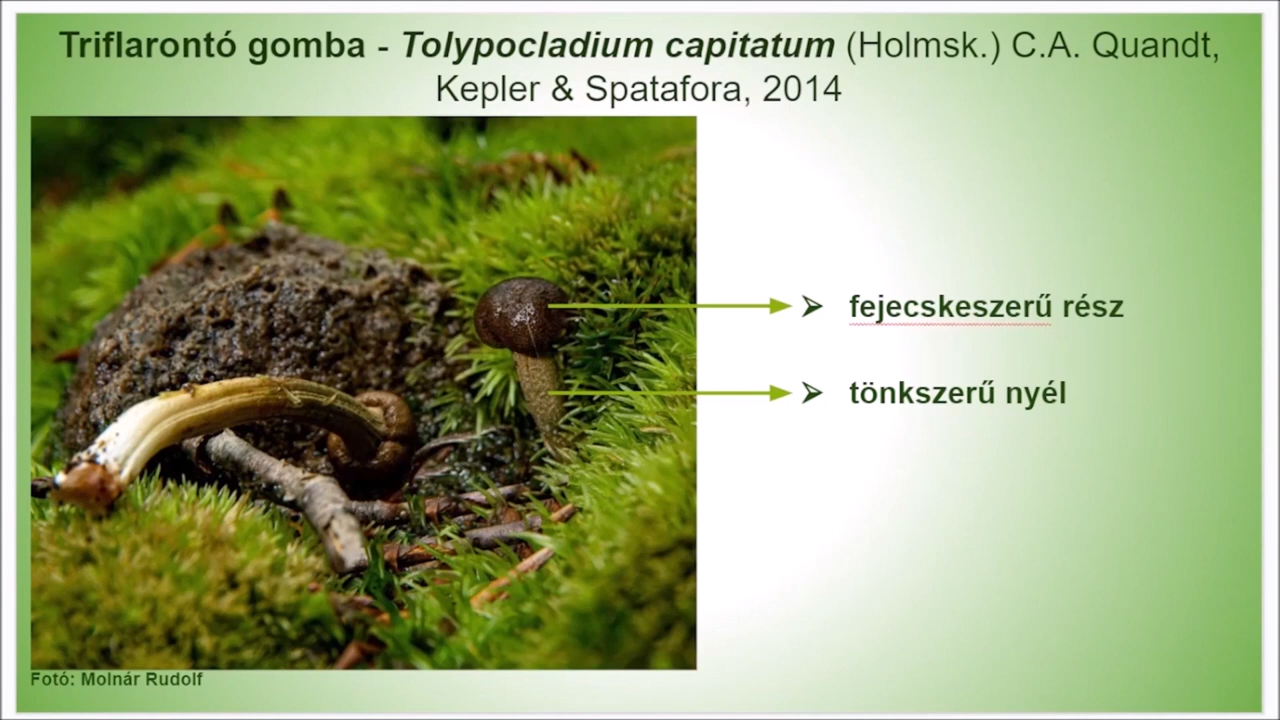 Triflarontó gomba - Tolypocladium capitatum (Holmsk.) C.A. Quandt,
Kepler & Spatafora, 2014
➢ fejecskeszerű rész
➢ tönkszerű nyél
Fotó: Molnár Rudolf